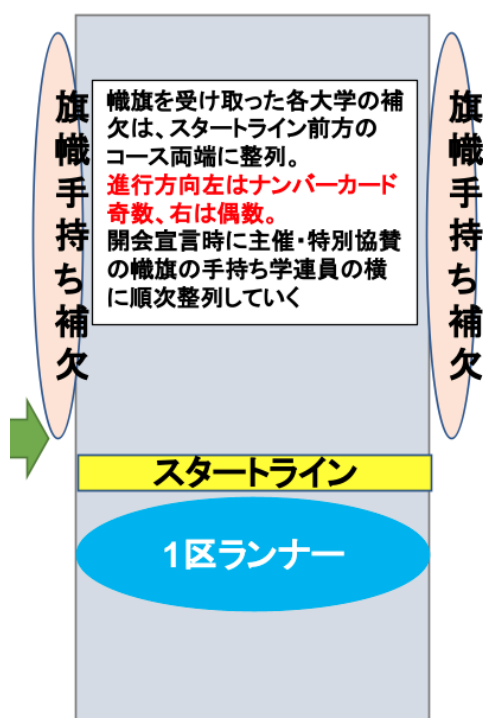 旗幟手持ち補欠
幟旗を受け取った各大学の補
欠は、スタートライン前方の
コース両端に整列。
進行方向左はナンバーカード
奇数、右は偶数。
開会宣言時に主催・特別協賛
の幟旗の手持ち学連員の横
に順次整列していく
旗幟手持ち補欠
スタートライン
1区ランナー